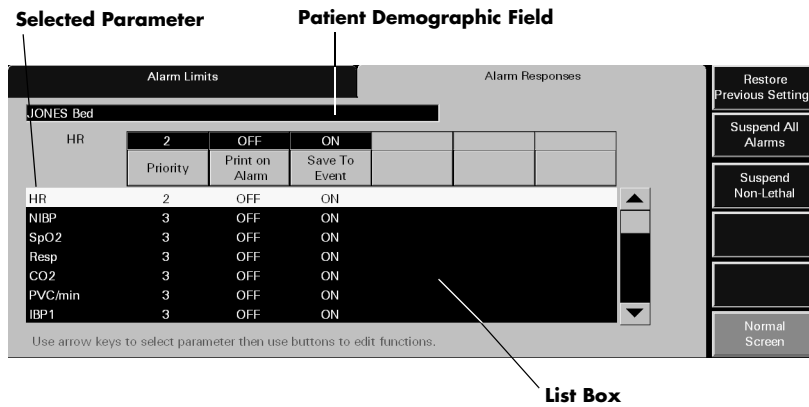 Selected Parameter Patient Demographic Field
Alarm Limits Alarm Responses
JONES Bed
HR 2 OFF ON
Priority Print on Alarm Save To Event
HR 2 OFF ON
NIBP 3 OFF ON
SpO2 3 OFF ON
Resp 3 OFF ON
CO2 3 OFF ON
PVC/min 3 OFF ON
IBP1 3 OFF ON
Use arrow keys to select parameter then use buttons to edit functions.
Restore
Previous Setting
Suspend All
Alarms
Suspend
Non-Lethal
Normal
Screen
List Box